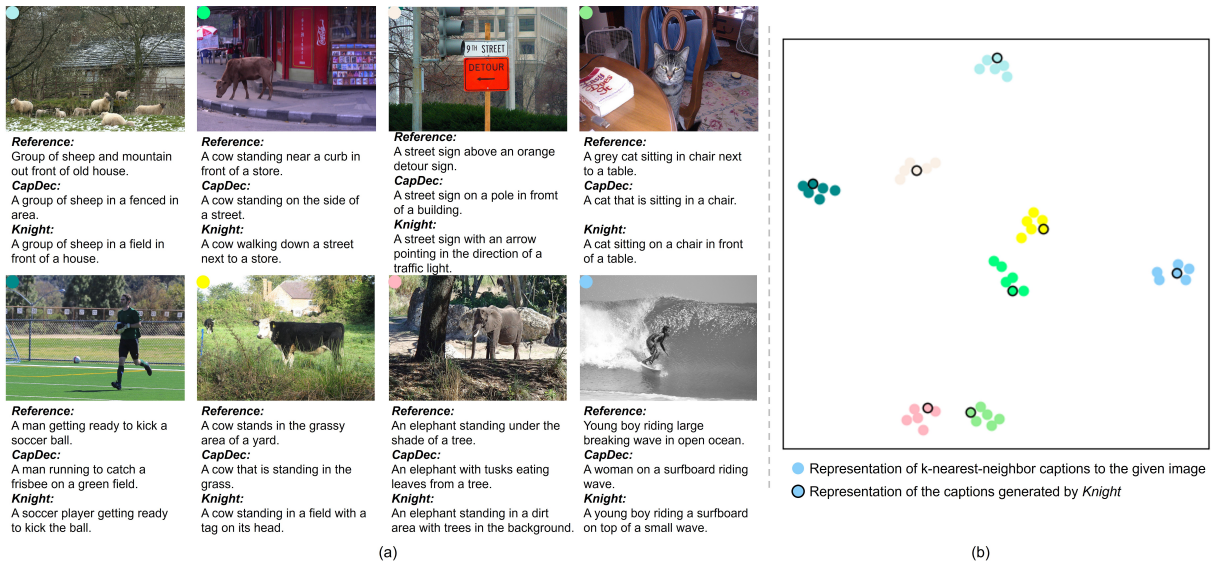 9TH STREET
DETOUR
Coca-Cola
Reference:
Group of sheep and mountain
out front of old house.
CapDec:
A group of sheep in a fenced in
area.
Knight:
A group of sheep in a field in
front of a house.
Reference:
A cow standing near a curb in
front of a store.
CapDec:
A cow standing on the side of
a street.
Knight:
A cow walking down a street
next to a store.
Reference:
A street sign above an orange
detour sign.
CapDec:
A street sign on a pole in fromt
of a building.
Knight:
A street sign with an arrow
pointing in the direction of a
traffic light.
Reference:
A grey cat sitting in chair next
to a table.
CapDec:
A cat that is sitting in a chair.
Knight:
A cat sitting on a chair in front
of a table.
Reference:
A man getting ready to kick a
soccer ball.
CapDec:
A man running to catch a
frisbee on a green field.
Knight:
A soccer player getting ready
to kick the ball.
Reference:
A cow stands in the grassy
area of a yard.
CapDec:
A cow that is standing in the
grass.
Knight:
A cow standing in a field with a
tag on its head.
Reference:
An elephant standing under the
shade of a tree.
CapDec:
An elephant with tusks eating
leaves from a tree.
Knight:
An elephant standing in a dirt
area with trees in the background.
Reference:
Young boy riding large
breaking wave in open ocean.
CapDec:
A woman on a surfboard riding
wave.
Knight:
A young boy riding a surfboard
on top of a small wave.
(a)
Representation of k-nearest-neighbor captions to the given image
Representation of the captions generated by Knight
(b)